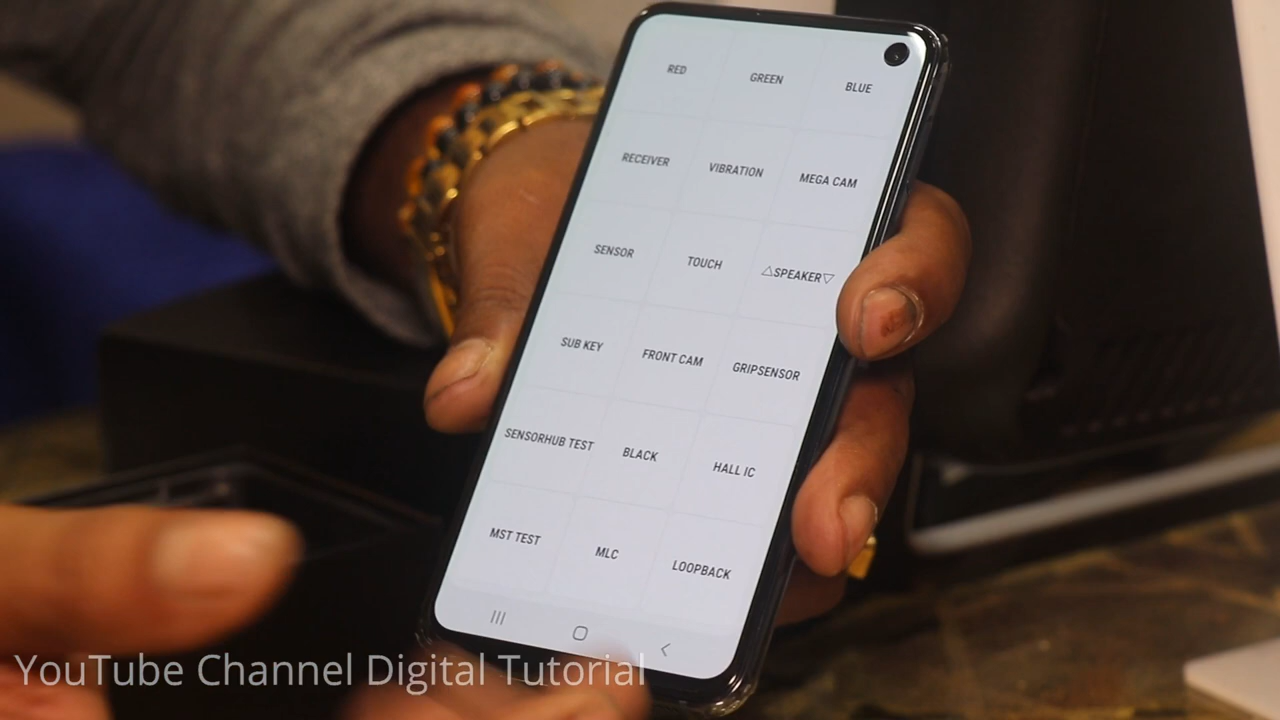 RED GREEN BLUE
RECEIVER VIBRATION MEGA CAM
SENSOR TOUCH △SPEAKER▽
SUB KEY FRONT CAM GRIPSENSOR
SENSORHUB TEST BLACK HALL IC
MST TEST MLC LOOPBACK
YouTube Channel Digital Tutorial